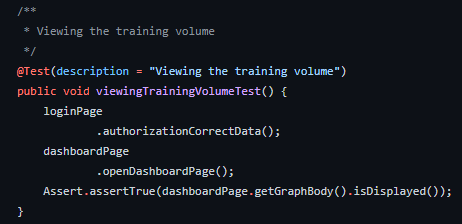 /**
 * Viewing the training volume
 */
@Test(description = "Viewing the training volume")
public void viewingTrainingVolumeTest() {
    loginPage
            .authorizationCorrectData();
    dashboardPage
            .openDashboardPage();
    Assert.assertTrue(dashboardPage.getGraphBody().isDisplayed());
}